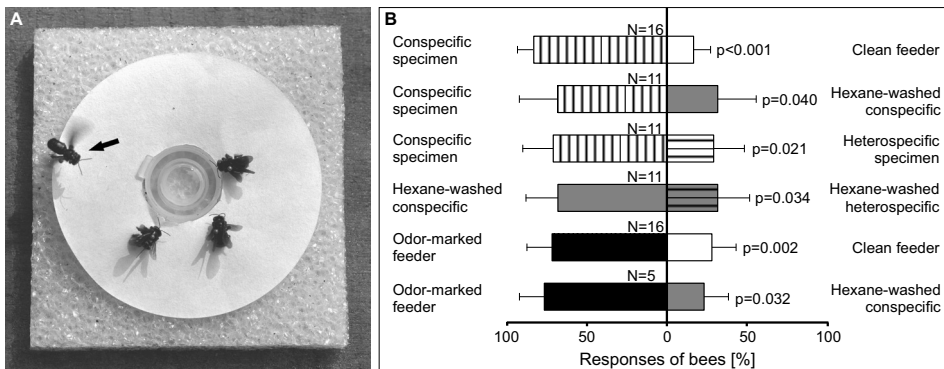 A
B
N=16
Conspecific
specimen
p<0.001
Clean feeder
N=11
Conspecific
specimen
p=0.040
Hexane-washed
conspecific
N=11
Conspecific
specimen
p=0.021
Heterospecific
specimen
N=11
Hexane-washed
conspecific
p=0.034
Hexane-washed
heterospecific
N=16
Odor-marked
feeder
p=0.002
Clean feeder
N=5
Odor-marked
feeder
p=0.032
Hexane-washed
conspecific
100 50 0 50 100
Responses of bees [%]